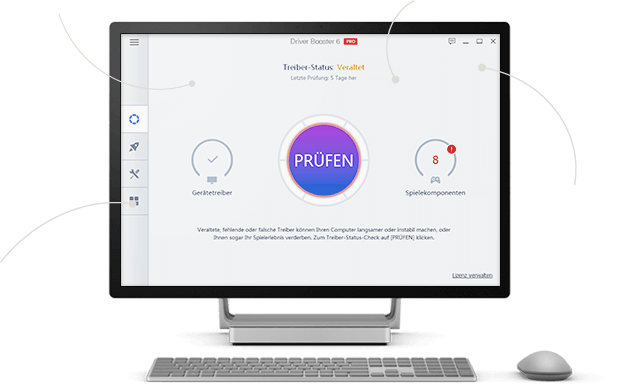 Driver Booster 6 PRO
Treiber-Status: Veraltet
Letzte Prüfung: 5 Tage her
PRÜFEN
8
!
Gerätetreiber
Spielekomponenten
Veraltete, fehlende oder falsche Treiber können Ihren Computer langsamer oder instabil machen, oder
Ihnen sogar Ihr Spielerlebnis verderben. Zum Treiber-Status-Check auf [PRÜFEN] klicken.
Lizenz verwalten